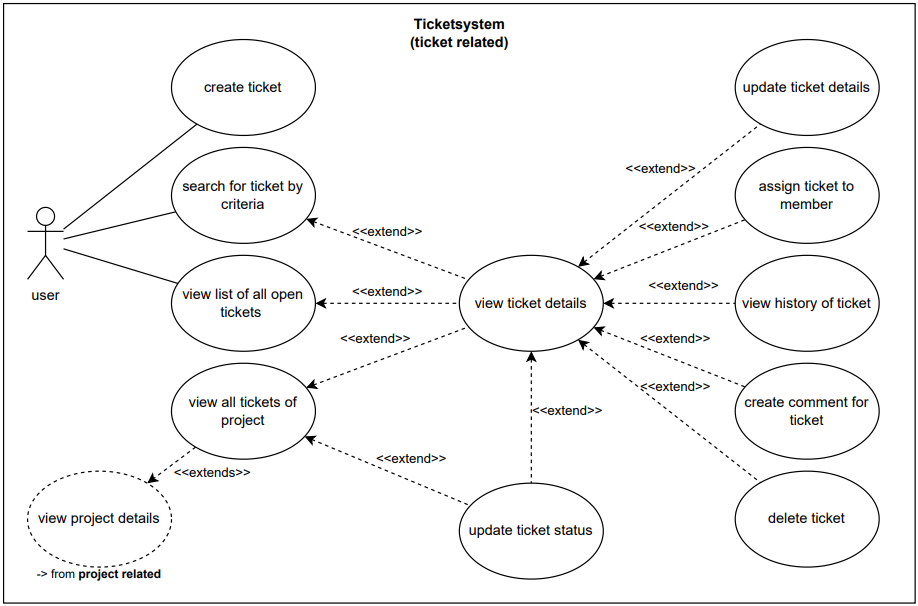 Ticketsystem
(ticket related)
create ticket
update ticket details
<<extend>>
search for ticket by
criteria
assign ticket to
member
<<extend>>
<<extend>>
user
view list of all open
tickets
<<extend>>
view ticket details
<<extend>>
view history of ticket
<<extend>>
<<extend>>
<<extend>>
view all tickets of
project
<<extend>>
create comment for
ticket
<<extend>>
<<extends>>
view project details
update ticket status
delete ticket
-> from project related